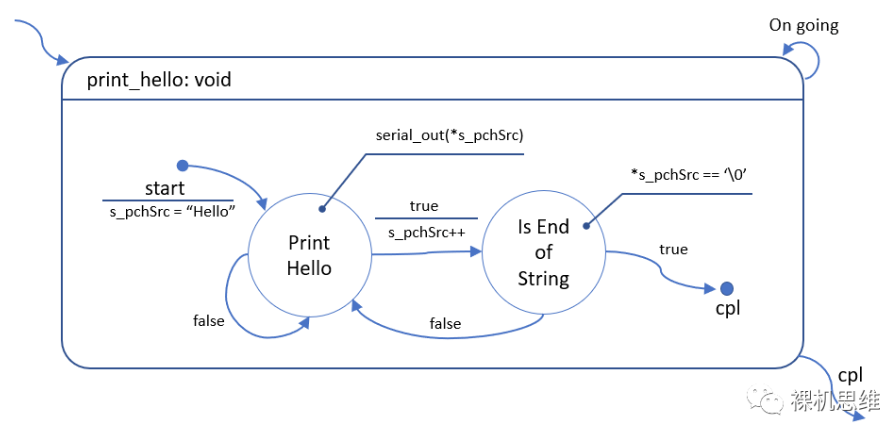 On going
print_hello: void
serial_out(*s_pchSrc)
start
s_pchSrc = “Hello”
*s_pchSrc == ‘\0’
true
s_pchSrc++
Print
Hello
Is End
of
String
true
false
false
cpl
cpl
裸机思维